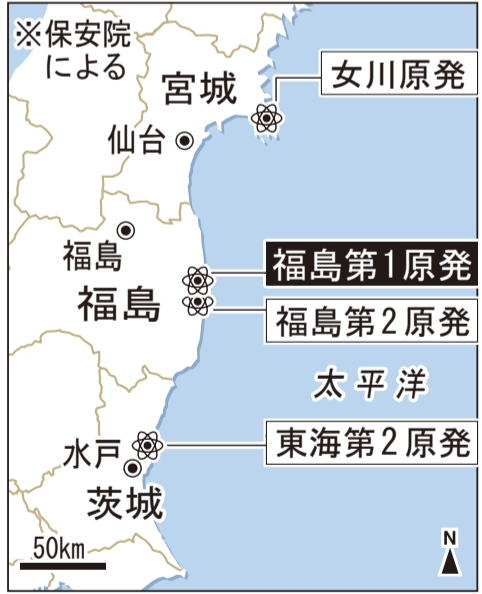 ※保安院
による
宮城
女川原発
仙台
福島
福島第1原発
福島
福島第2原発
太平洋
水戸
東海第2原発
茨城
50km
N